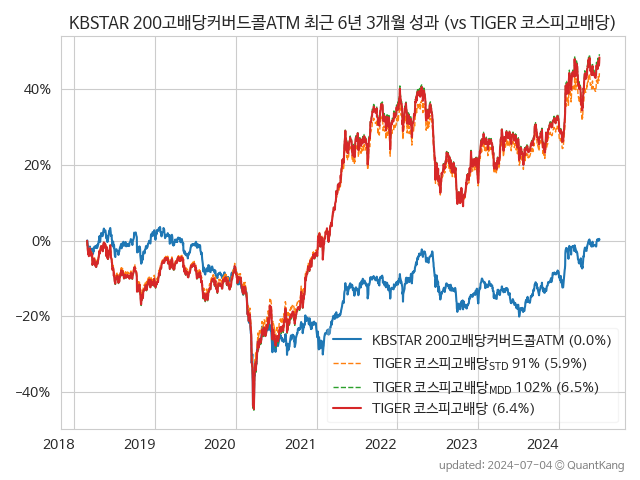 KBSTAR 200고배당커버드콜ATM 최근 6년 3개월 성과 (vs TIGER 코스피고배당)
40%
20%
0%
−20%
−40%
KBSTAR 200고배당커버드콜ATM (0.0%)
TIGER 코스피고배당STD 91% (5.9%)
TIGER 코스피고배당MDD 102% (6.5%)
TIGER 코스피고배당 (6.4%)
2018 2019 2020 2021 2022 2023 2024
updated: 2024-07-04 © QuantKang